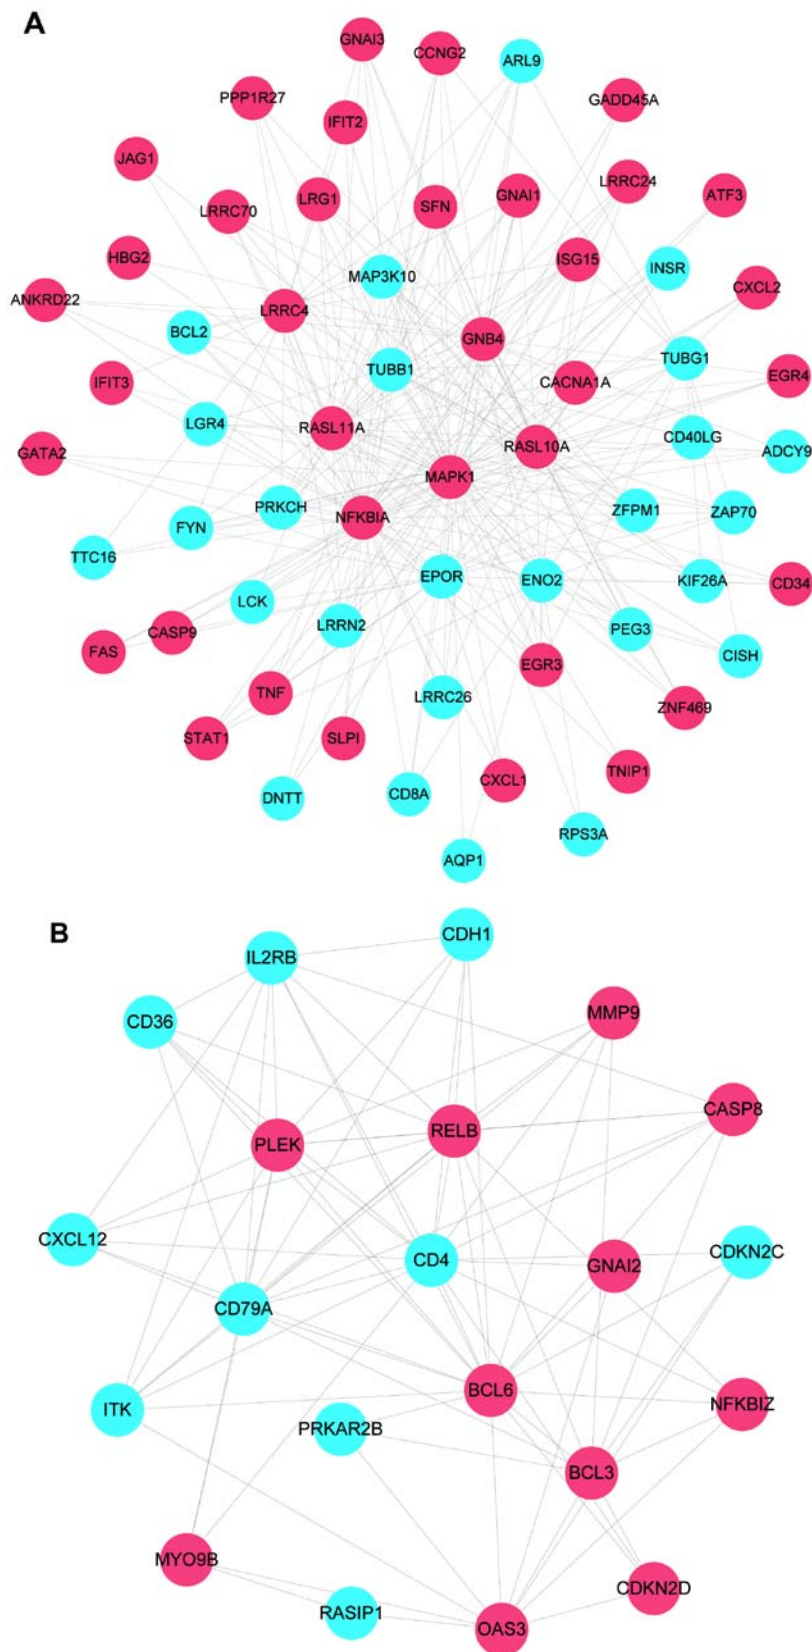 A
GNAI3
CCNG2
ARL9
PPP1R27
GADD45A
IFIT2
JAG1
LRRC24
LRG1
GNAI1
ATF3
LRRC70
SFN
HBG2
ISG15
INSR
MAP3K10
CXCL2
ANKRD22
LRRC4
BCL2
GNB4
TUBB1
TUBG1
IFIT3
CACNA1A
EGR4
LGR4
RASL11A
CD40LG
RASL10A
ADCY9
GATA2
MAPK1
PRKCH
NFKBIA
ZFPM1
ZAP70
FYN
TTC16
EPOR
ENO2
KIF26A
CD34
LCK
LRRN2
PEG3
CASP9
FAS
CISH
EGR3
TNF
LRRC26
ZNF469
STAT1
SLPI
TNIP1
CXCL1
DNTT
CD8A
RPS3A
AQP1
B
CDH1
IL2RB
MMP9
CD36
CASP8
RELB
PLEK
CXCL12
CD4
GNAI2
CDKN2C
CD79A
BCL6
NFKBIZ
ITK
PRKAR2B
BCL3
MYO9B
CDKN2D
RASIP1
OAS3